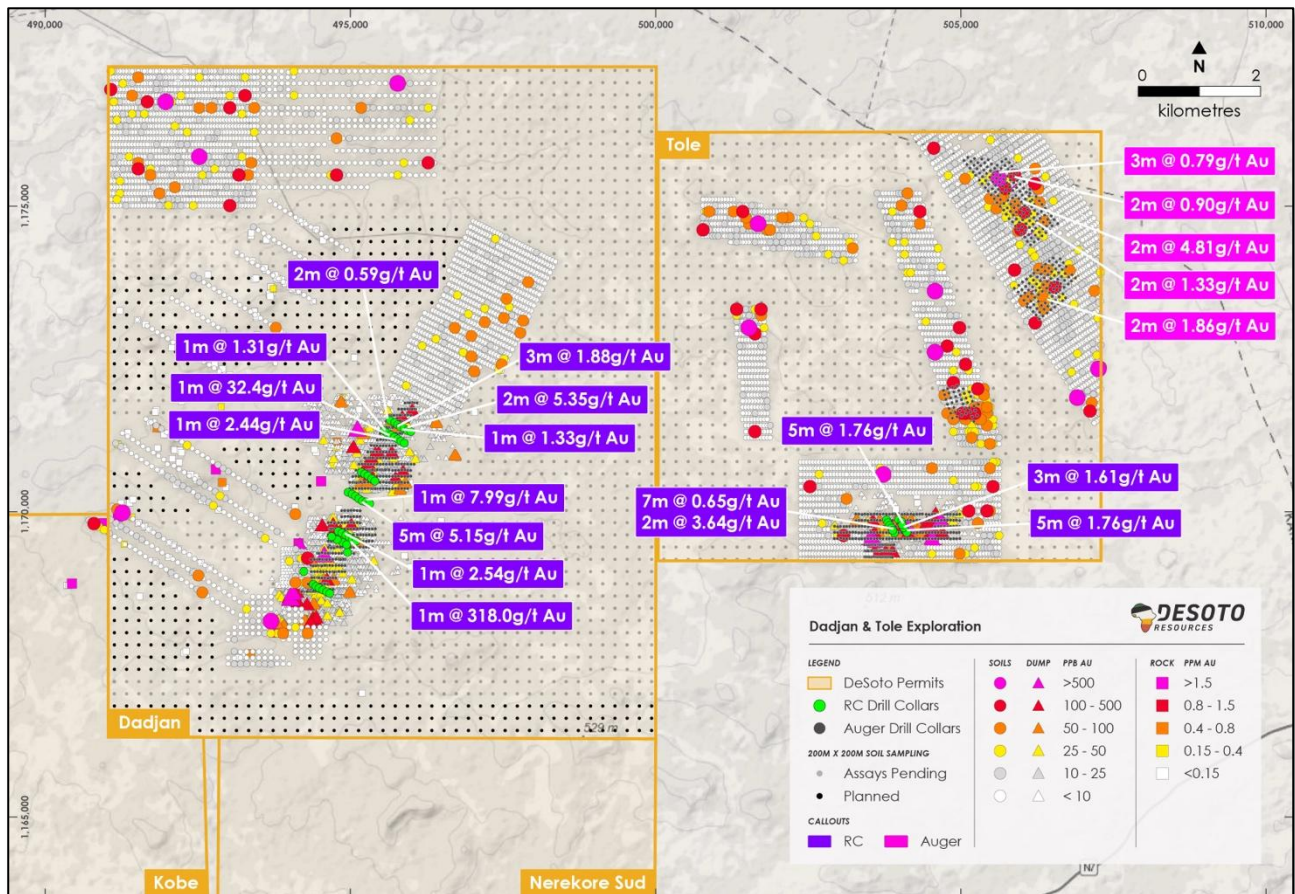 490,000
495,000
500,000
505,000
510,000
0 2
N
kilometres
Tole
3m @ 0.79g/t Au
2m @ 0.90g/t Au
2m @ 4.81g/t Au
2m @ 1.33g/t Au
2m @ 1.86g/t Au
1,175,000
2m @ 0.59g/t Au
1m @ 1.31g/t Au
1m @ 32.4g/t Au
1m @ 2.44g/t Au
3m @ 1.88g/t Au
2m @ 5.35g/t Au
1m @ 1.33g/t Au
5m @ 1.76g/t Au
3m @ 1.61g/t Au
7m @ 0.65g/t Au
2m @ 3.64g/t Au
5m @ 1.76g/t Au
1m @ 7.99g/t Au
5m @ 5.15g/t Au
1m @ 2.54g/t Au
1m @ 318.0g/t Au
1,170,000
512 m
Dadjan
529 m
1,165,000
Kobe
Nerekore Sud
Dadjan & Tole Exploration
DESOTO
RESOURCES
LEGEND
DeSoto Permits
RC Drill Collars
Auger Drill Collars
200M X 200M SOIL SAMPLING
Assays Pending
Planned
CALLOUTS
RC Auger
SOILS DUMP PPB AU
>500
100 - 500
50 - 100
25 - 50
10 - 25
< 10
ROCK PPM AU
>1.5
0.8 - 1.5
0.4 - 0.8
0.15 - 0.4
<0.15
N7